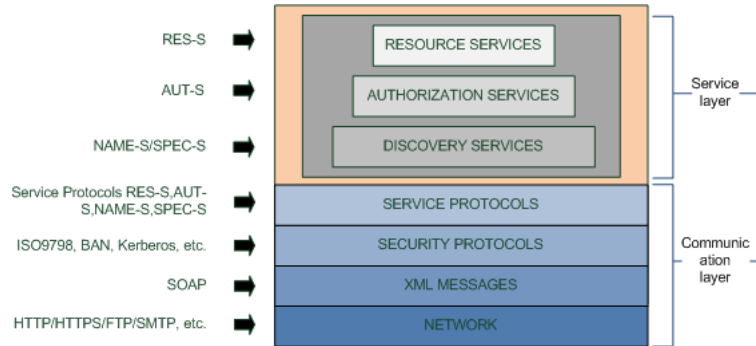 RES-S
RESOURCE SERVICES
AUT-S
AUTHORIZATION SERVICES
Service
layer
NAME-S/SPEC-S
DISCOVERY SERVICES
Service Protocols RES-S,AUT-
S,NAME-S,SPEC-S
SERVICE PROTOCOLS
ISO9798, BAN, Kerberos, etc.
SECURITY PROTOCOLS
Communic
ation
layer
SOAP
XML MESSAGES
HTTP/HTTPS/FTP/SMTP, etc.
NETWORK